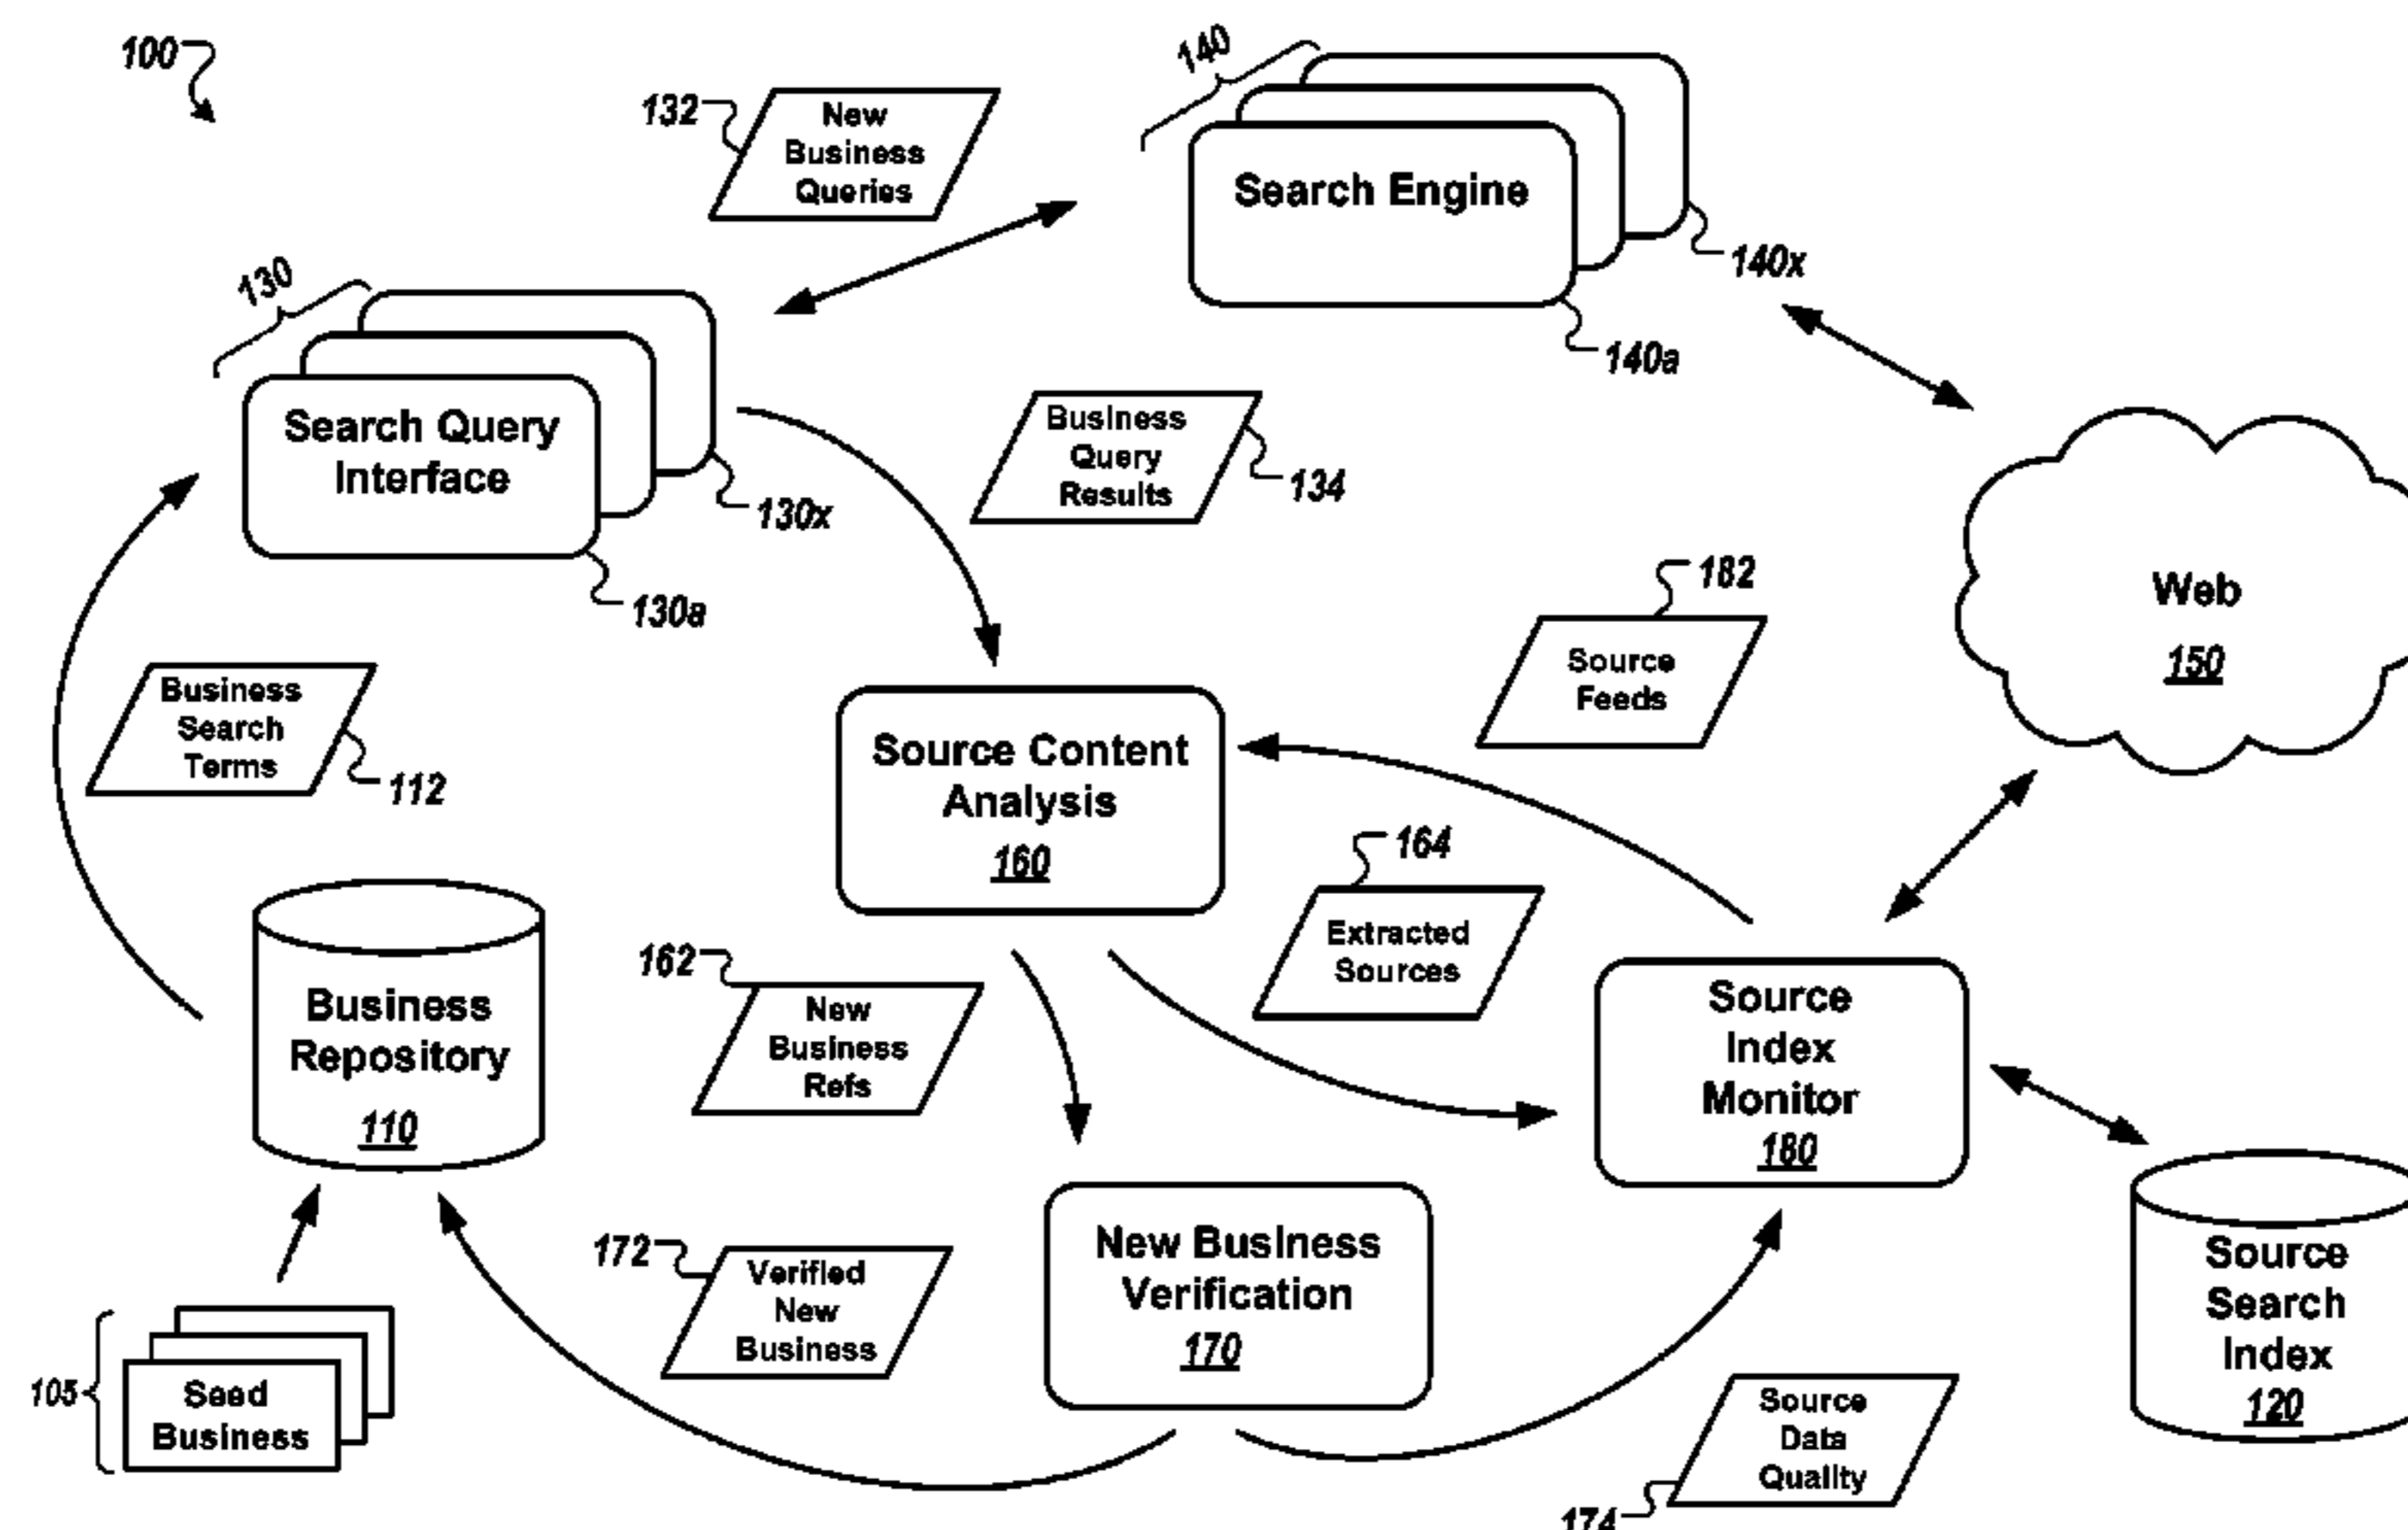 100
140
132
New
Business
Queries
Search Engine
140x
140a
130
Search Query
Interface
130x
130a
Business
Query
Results
134
182
Source
Feeds
Web
150
Business
Search
Terms
112
Source Content
Analysis
160
164
Extracted
Sources
162
New
Business
Refs
Business
Repository
110
Source
Index
Monitor
180
172
Verified
New
Business
New Business
Verification
170
Source
Search
Index
120
105
Seed
Business
Source
Data
Quality
174